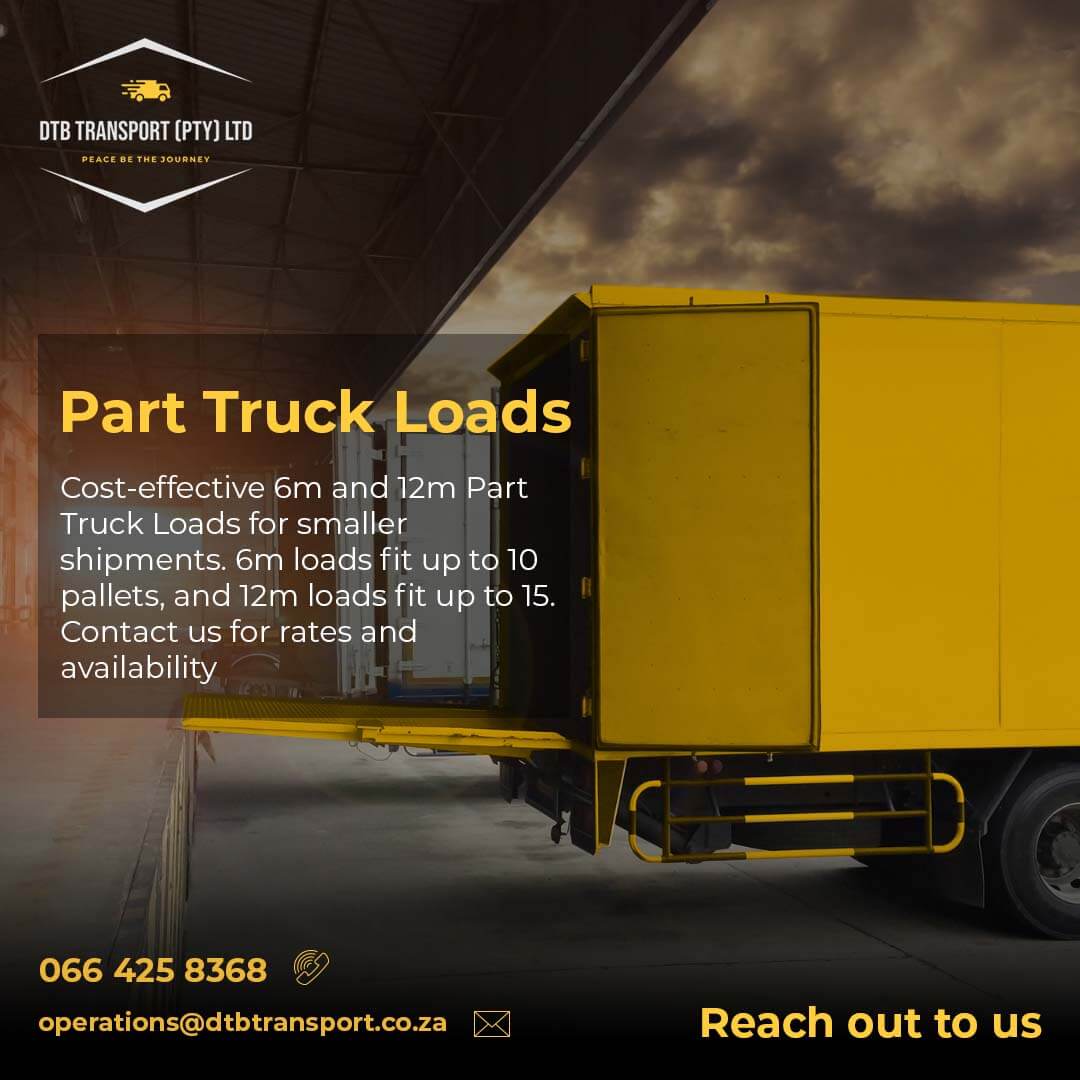 DTB TRANSPORT (PTY) LTD
PEACE BE THE JOURNEY
Part Truck Loads
Cost-effective 6m and 12m Part
Truck Loads for smaller
shipments. 6m loads fit up to 10
pallets, and 12m loads fit up to 15.
Contact us for rates and
availability
066 425 8368
operations@dtbtransport.co.za
Reach out to us